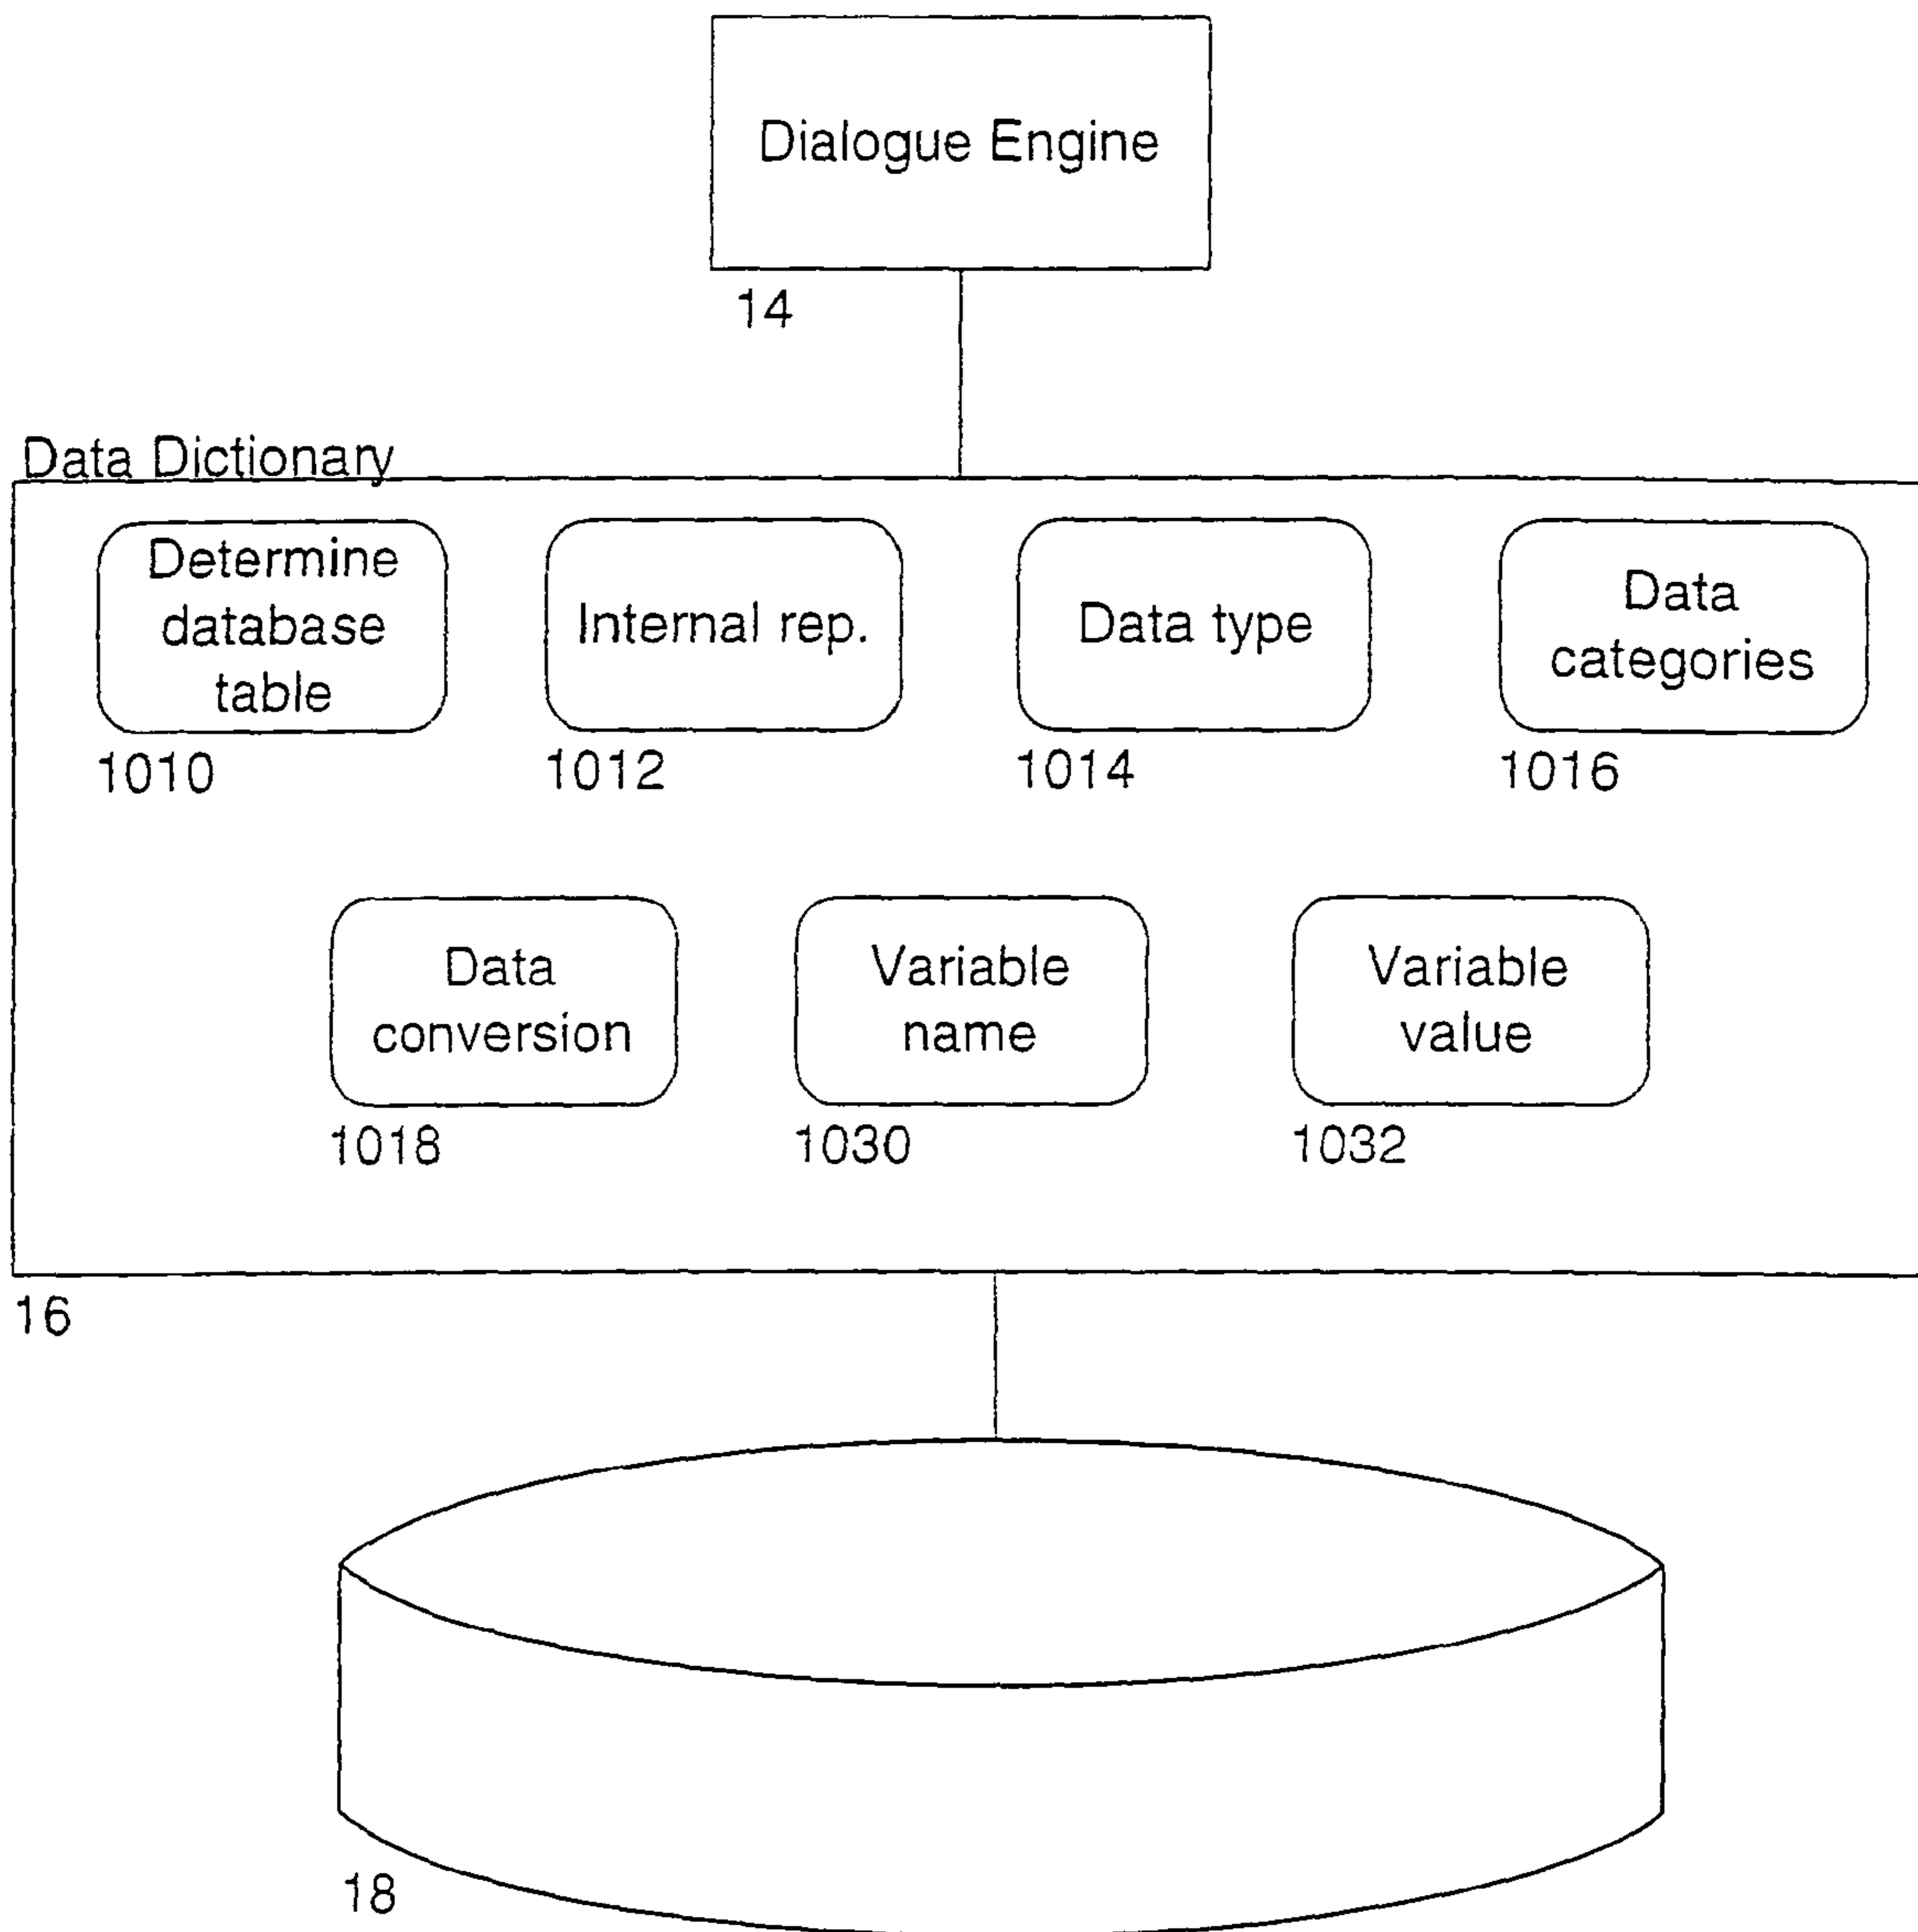 Dialogue Engine
14
Data Dictionary
Determine
database
table
1010
Internal rep.
1012
Data type
1014
Data
categories
1016
Data
conversion
1018
Variable
name
1030
Variable
value
1032
16
18